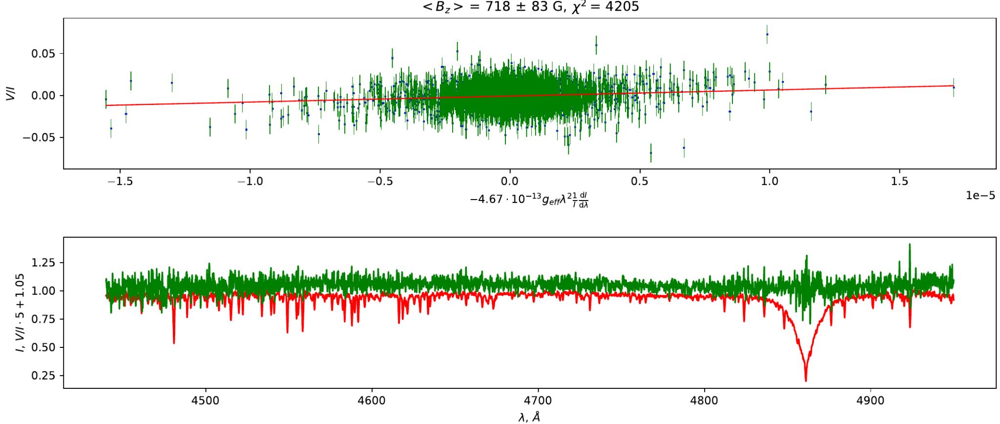 < B_z > = 718 ± 83 G, χ² = 4205
V/I
0.05
0.00
−0.05
−1.5 −1.0 −0.5 0.0 0.5 1.0 1.5
1e−5
−4.67 · 10⁻¹³ g_eff λ² 1/I dI/dλ
I, V/I · 5 + 1.05
1.25
1.00
0.75
0.50
0.25
4500 4600 4700 4800 4900
λ, Å